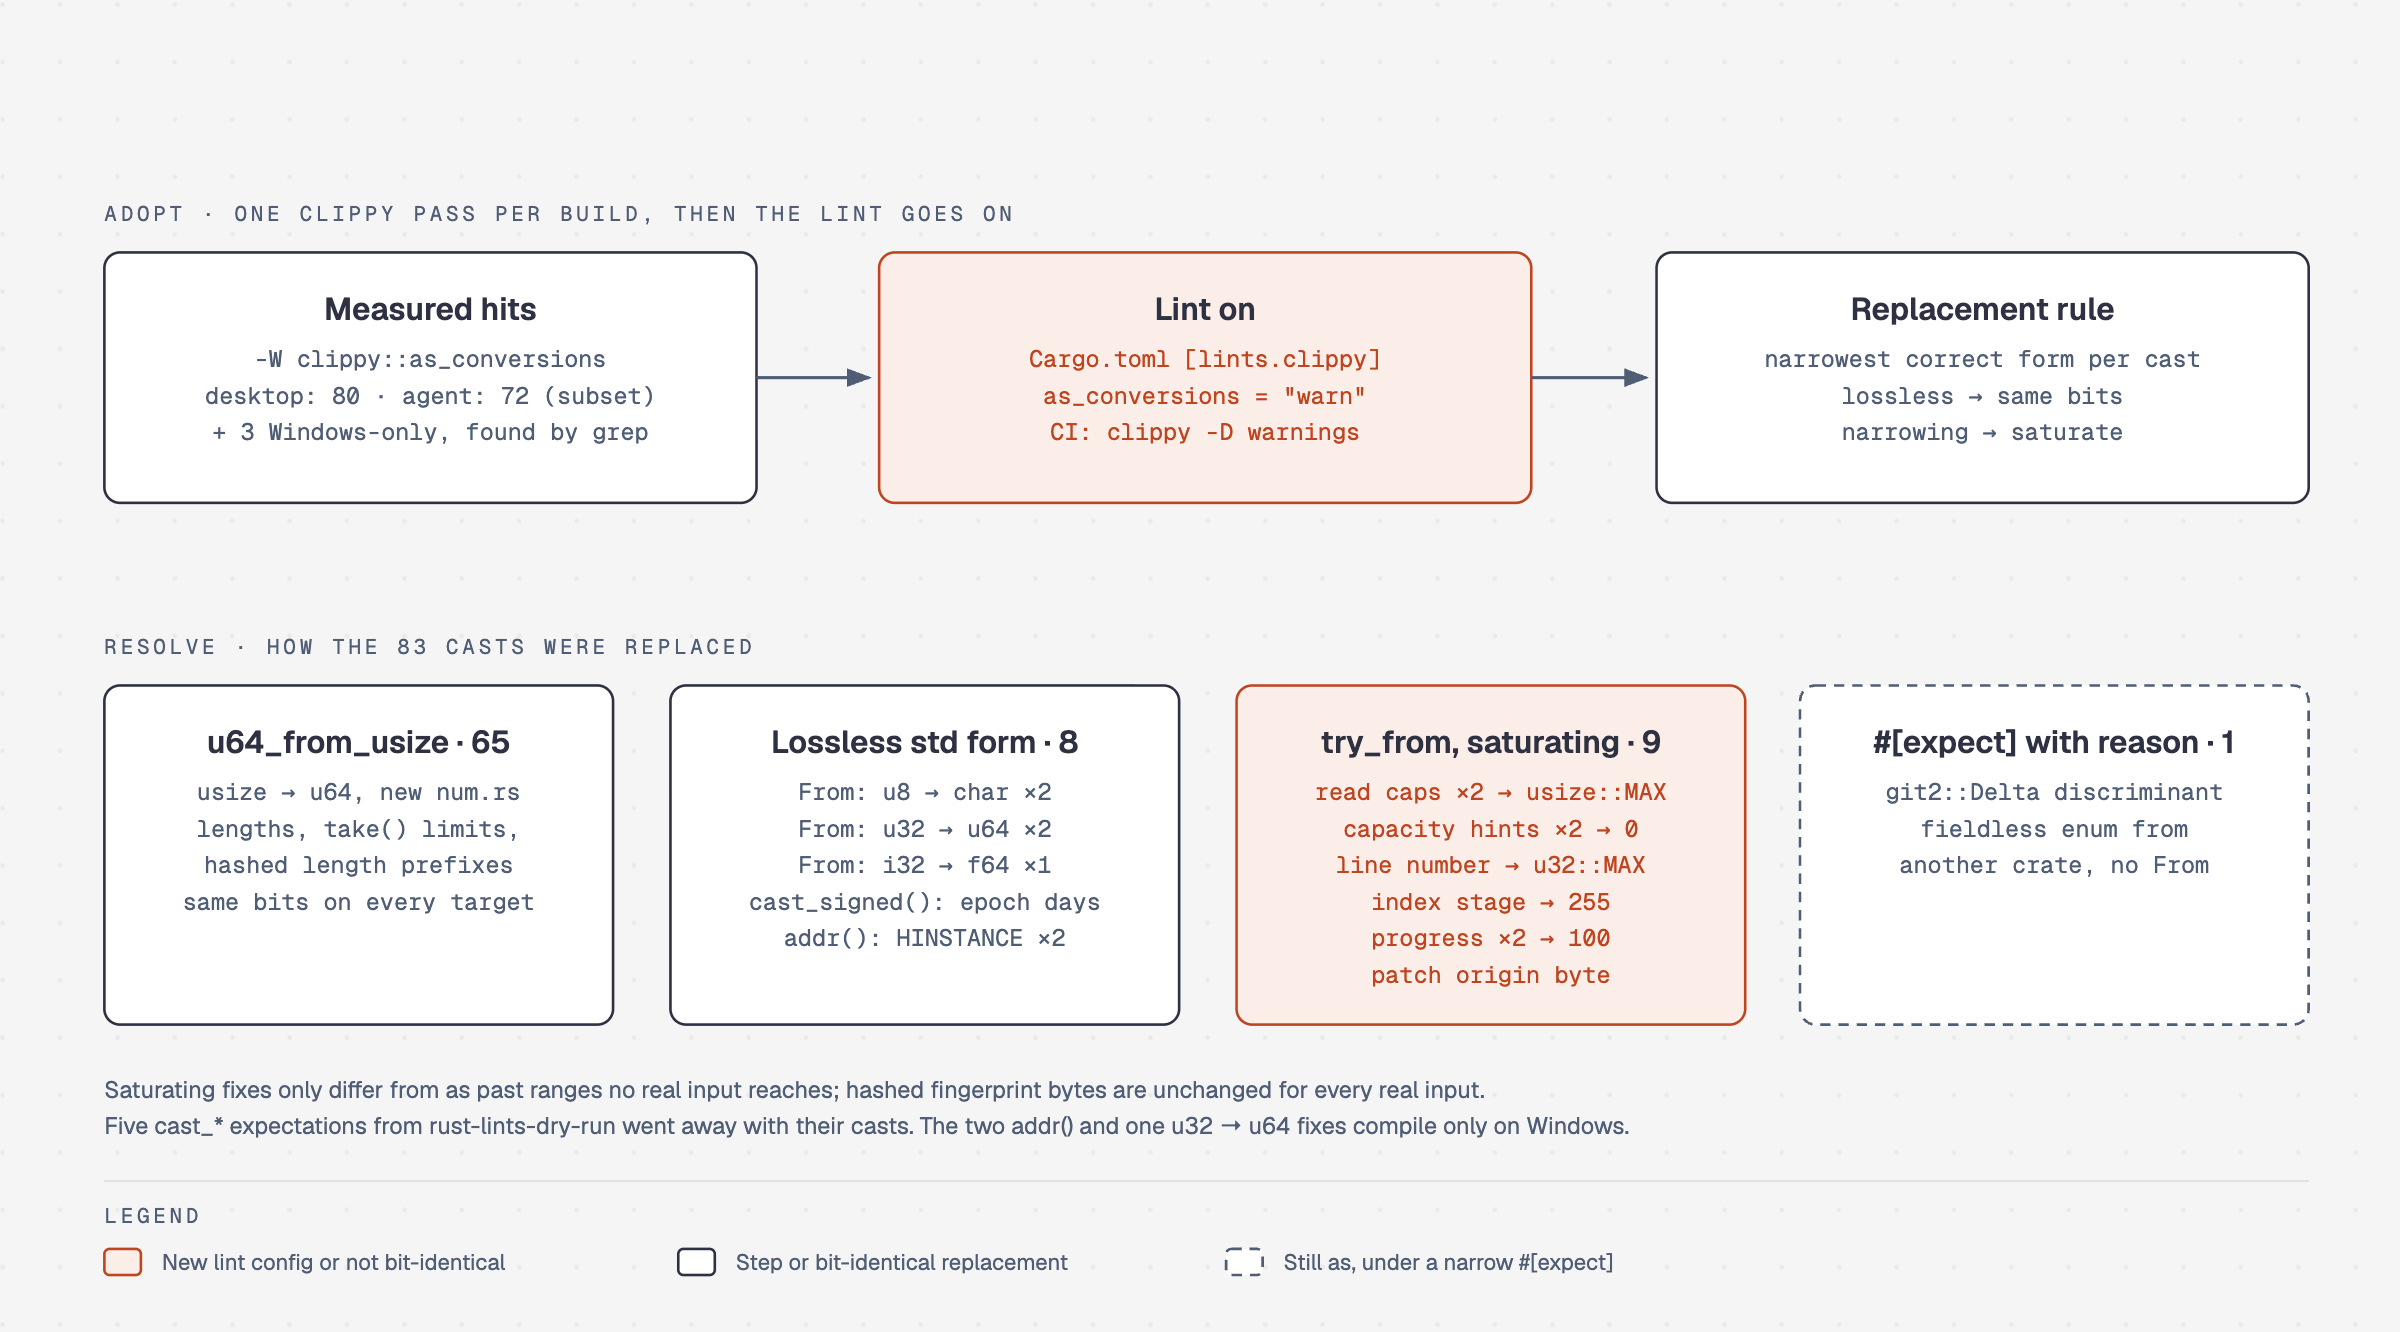 ADOPT · ONE CLIPPY PASS PER BUILD, THEN THE LINT GOES ON
Measured hits
-W clippy::as_conversions
desktop: 80 · agent: 72 (subset)
+ 3 Windows-only, found by grep
Lint on
Cargo.toml [lints.clippy]
as_conversions = "warn"
CI: clippy -D warnings
Replacement rule
narrowest correct form per cast
lossless → same bits
narrowing → saturate
RESOLVE · HOW THE 83 CASTS WERE REPLACED
u64_from_usize · 65
usize → u64, new num.rs
lengths, take() limits,
hashed length prefixes
same bits on every target
Lossless std form · 8
From: u8 → char ×2
From: u32 → u64 ×2
From: i32 → f64 ×1
cast_signed(): epoch days
addr(): HINSTANCE ×2
try_from, saturating · 9
read caps ×2 → usize::MAX
capacity hints ×2 → 0
line number → u32::MAX
index stage → 255
progress ×2 → 100
patch origin byte
#[expect] with reason · 1
git2::Delta discriminant
fieldless enum from
another crate, no From
Saturating fixes only differ from as past ranges no real input reaches; hashed fingerprint bytes are unchanged for every real input.
Five cast_* expectations from rust-lints-dry-run went away with their casts. The two addr() and one u32 → u64 fixes compile only on Windows.
LEGEND
New lint config or not bit-identical
Step or bit-identical replacement
Still as, under a narrow #[expect]